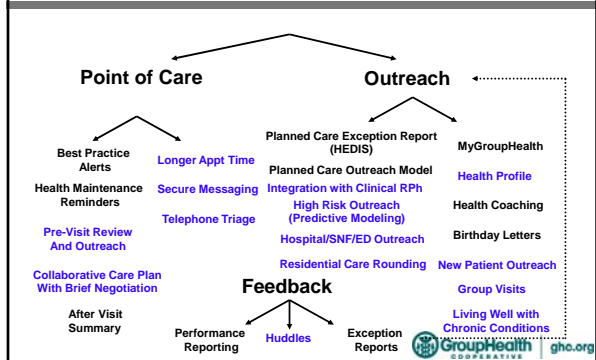 Point of Care
Outreach
Best Practice
Alerts
Health Maintenance
Reminders
Pre-Visit Review
And Outreach
Collaborative Care Plan
With Brief Negotiation
After Visit
Summary
Longer Appt Time
Secure Messaging
Telephone Triage
Planned Care Exception Report
(HEDIS)
Planned Care Outreach Model
Integration with Clinical RPh
High Risk Outreach
(Predictive Modeling)
Hospital/SNF/ED Outreach
Residential Care Rounding
MyGroupHealth
Health Profile
Health Coaching
Birthday Letters
New Patient Outreach
Group Visits
Living Well with
Chronic Conditions
Feedback
Performance
Reporting
Huddles
Exception
Reports
GroupHealth
COOPERATIVE
ghc.org